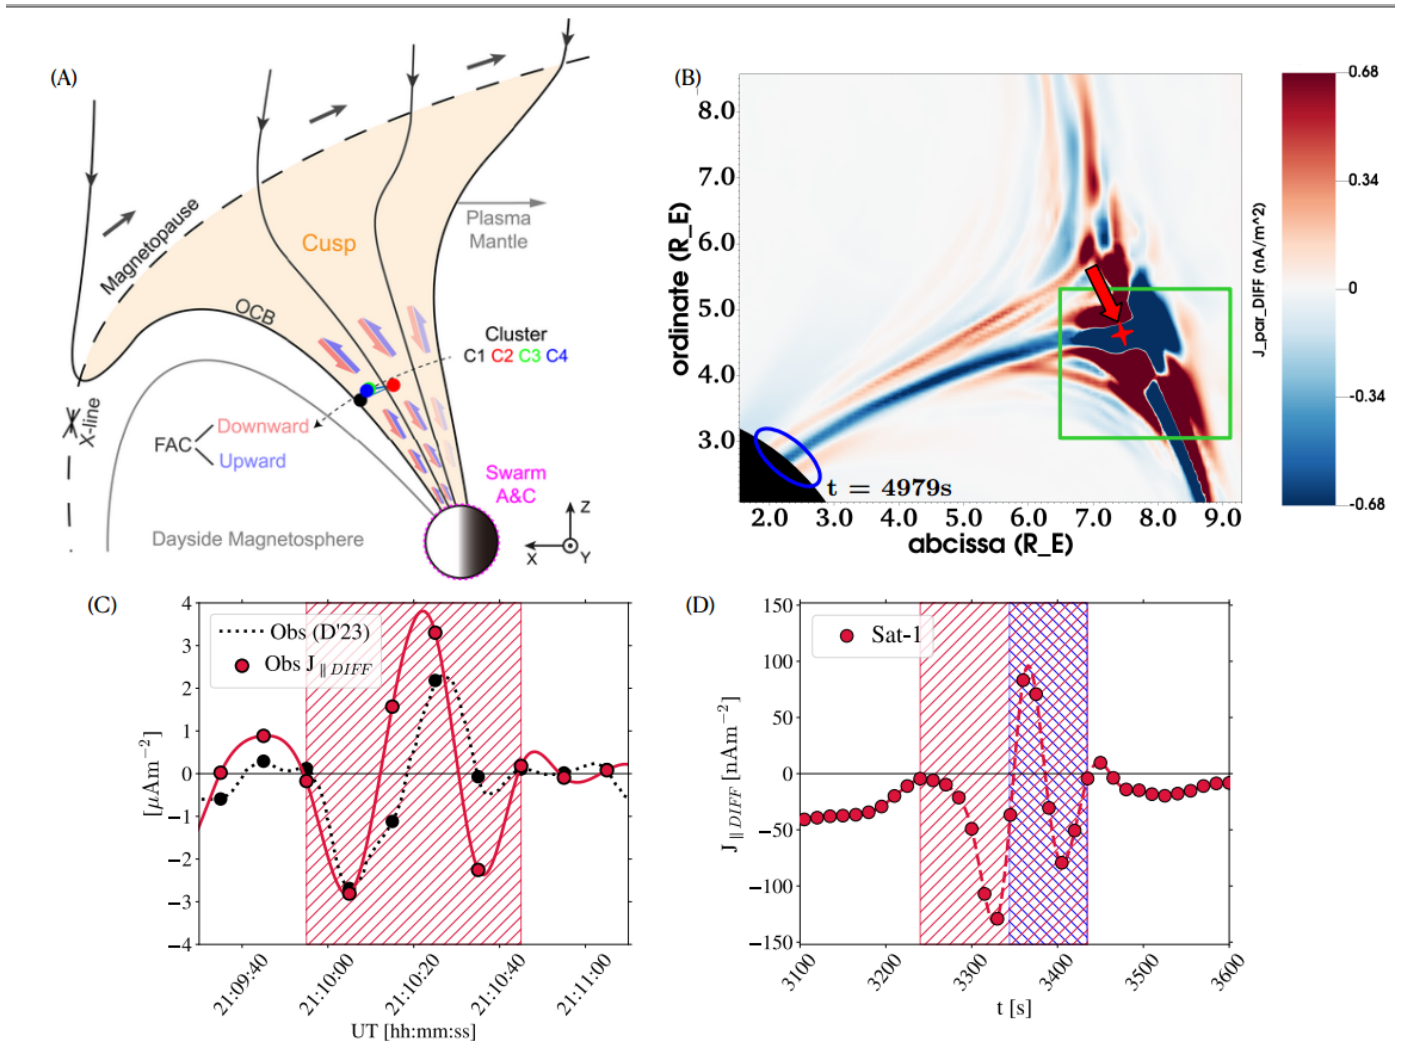 (A)
Magnetopause
Cusp
Plasma
Mantle
OCB
Cluster
C1 C2 C3 C4
X-line
FAC
Downward
Upward
Swarm
A&C
Dayside Magnetosphere
Z
X
Y
(B)
8.0
7.0
6.0
5.0
4.0
3.0
ordinate (R_E)
t = 4979s
2.0 3.0 4.0 5.0 6.0 7.0 8.0 9.0
abcissa (R_E)
0.68
0.34
0
-0.34
-0.68
J_par_DIFF (nA/m^2)
(C)
4
3
2
1
0
−1
−2
−3
−4
[μAm⁻²]
Obs (D'23)
Obs J∥DIFF
21:09:40
21:10:00
21:10:20
21:10:40
21:11:00
UT [hh:mm:ss]
(D)
150
100
50
0
−50
−100
−150
J∥DIFF [nAm⁻²]
Sat-1
3100
3200
3300
3400
3500
3600
t [s]